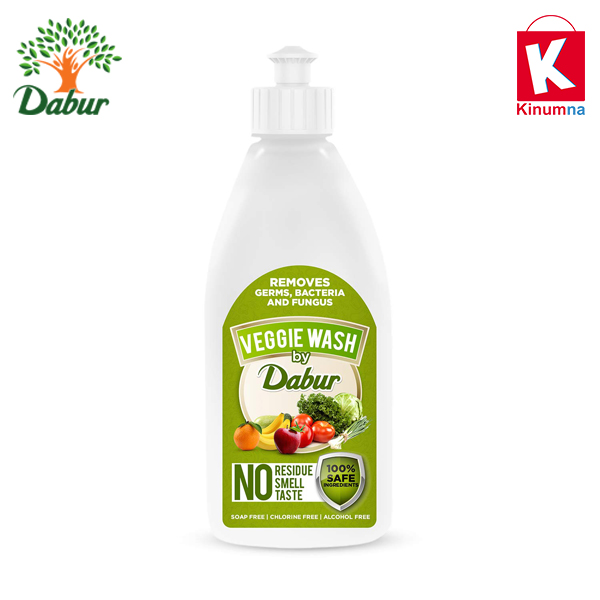 Dabur
K
Kinumna
REMOVES
GERMS, BACTERIA
AND FUNGUS
VEGGIE WASH
by
Dabur
NO RESIDUE
SMELL
TASTE
100%
SAFE
INGREDIENTS
SOAP FREE | CHLORINE FREE | ALCOHOL FREE